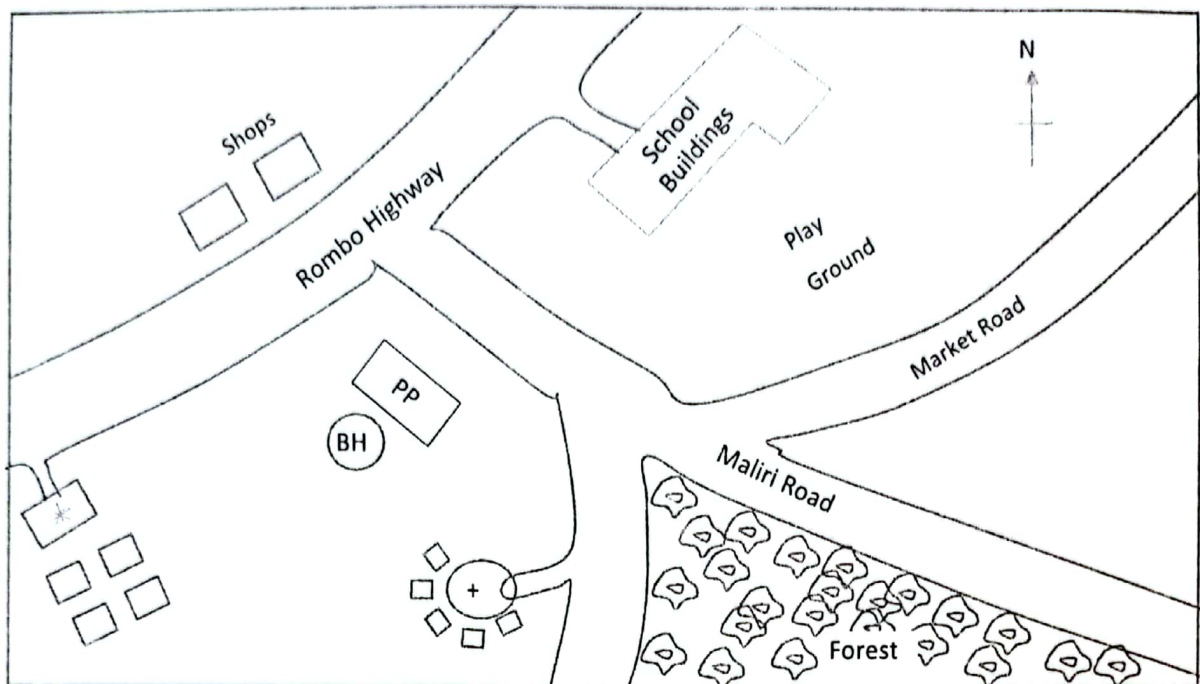 N
Shops
School
Buildings
Rombo Highway
Play
Ground
Market Road
PP
BH
Maliri Road
+
Forest